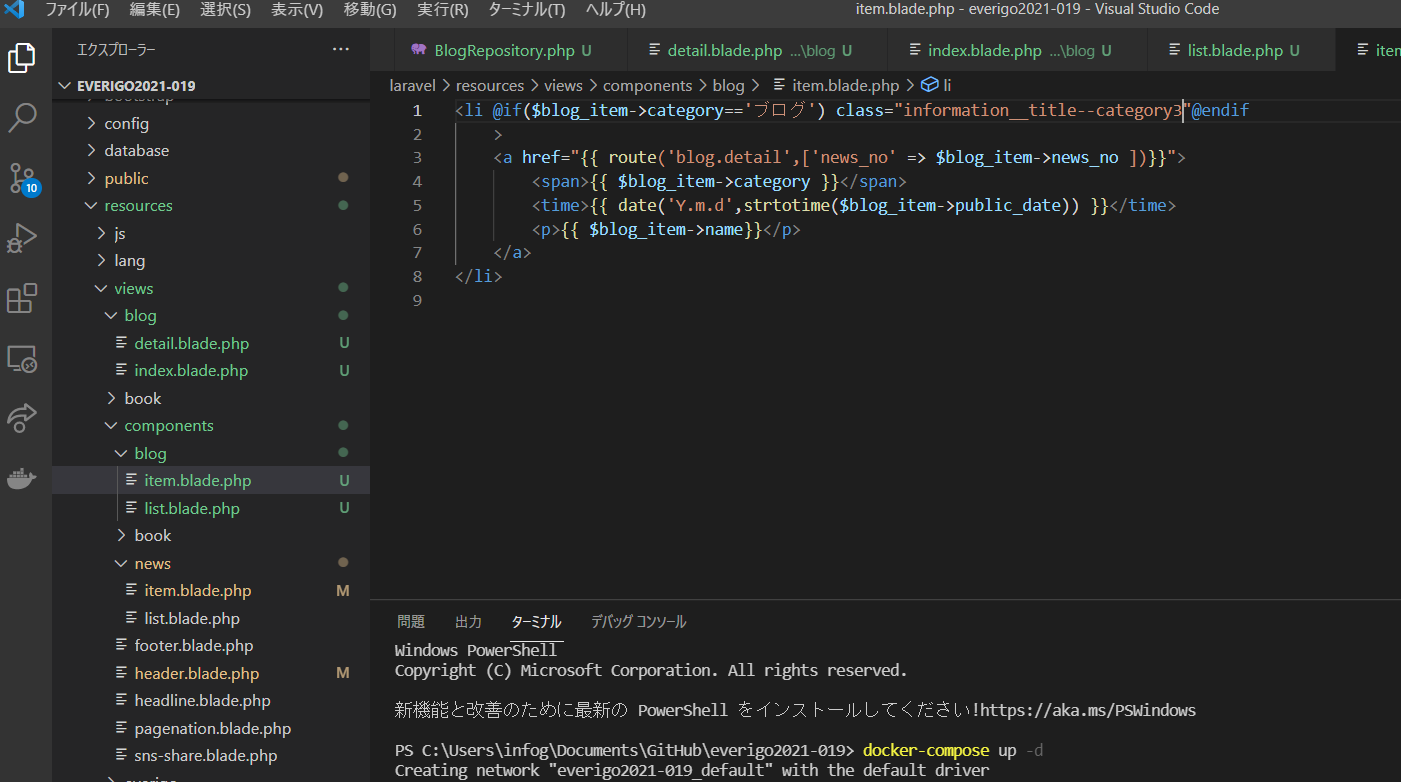 ファイル(F) 編集(E) 選択(S) 表示(V) 移動(G) 実行(R) ターミナル(T) ヘルプ(H) item.blade.php - everigo2021-019 - Visual Studio Code
エクスプローラー ···
BlogRepository.php U detail.blade.php ...\blog U index.blade.php ...\blog U list.blade.php U
EVERIGO2021-019
bootstrap
config
database
public
resources
js
lang
views
blog
detail.blade.php U
index.blade.php U
book
components
blog
item.blade.php U
list.blade.php U
book
news
item.blade.php M
list.blade.php
footer.blade.php
header.blade.php M
headline.blade.php
pagenation.blade.php
sns-share.blade.php
10
laravel > resources > views > components > blog > item.blade.php > li
1 <li @if($blog_item->category=='ブログ') class="information__title--category3"@endif
2 >
3 <a href="{{ route('blog.detail',['news_no' => $blog_item->news_no ])}}">
4 <span>{{ $blog_item->category }}</span>
5 <time>{{ date('Y.m.d',strtotime($blog_item->public_date)) }}</time>
6 <p>{{ $blog_item->name}}</p>
7 </a>
8 </li>
9
問題 出力 ターミナル デバッグ コンソール
Windows PowerShell
Copyright (C) Microsoft Corporation. All rights reserved.
新機能と改善のために最新の PowerShell をインストールしてください!https://aka.ms/PSWindows
PS C:\Users\infog\Documents\GitHub\everigo2021-019> docker-compose up -d
Creating network "everigo2021-019_default" with the default driver